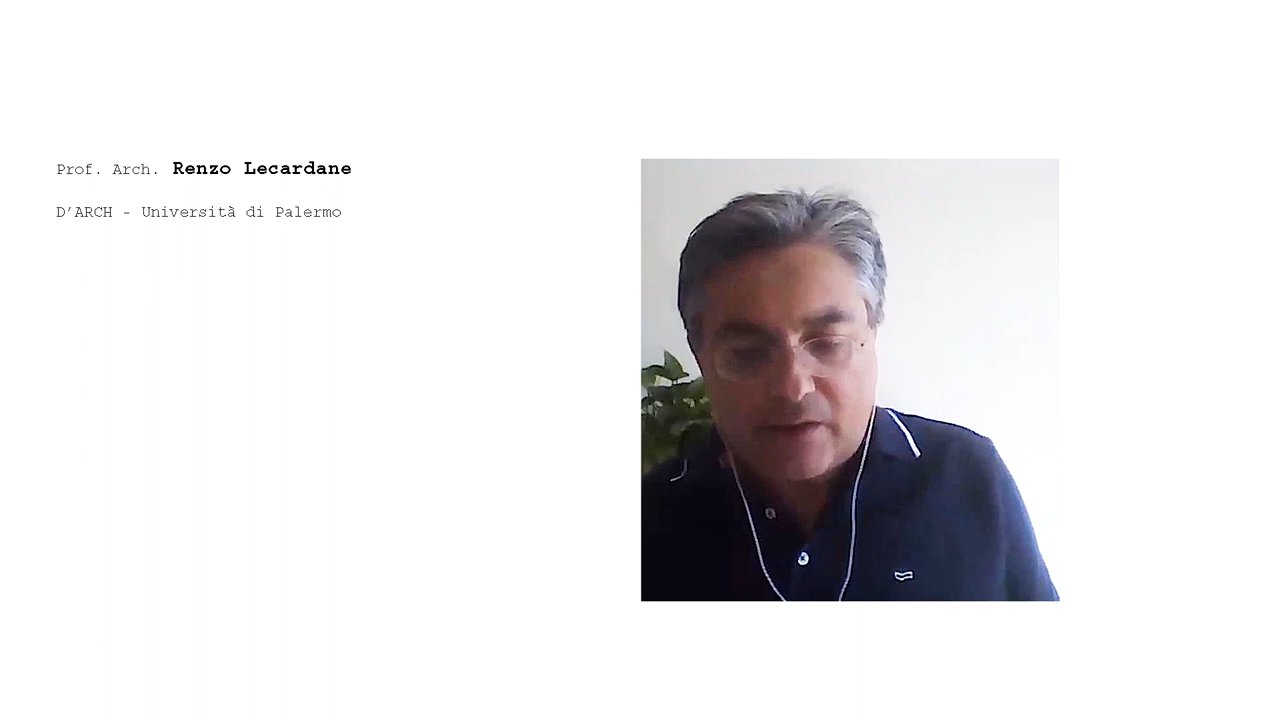 Prof. Arch. Renzo Lecardane
D’ARCH - Università di Palermo